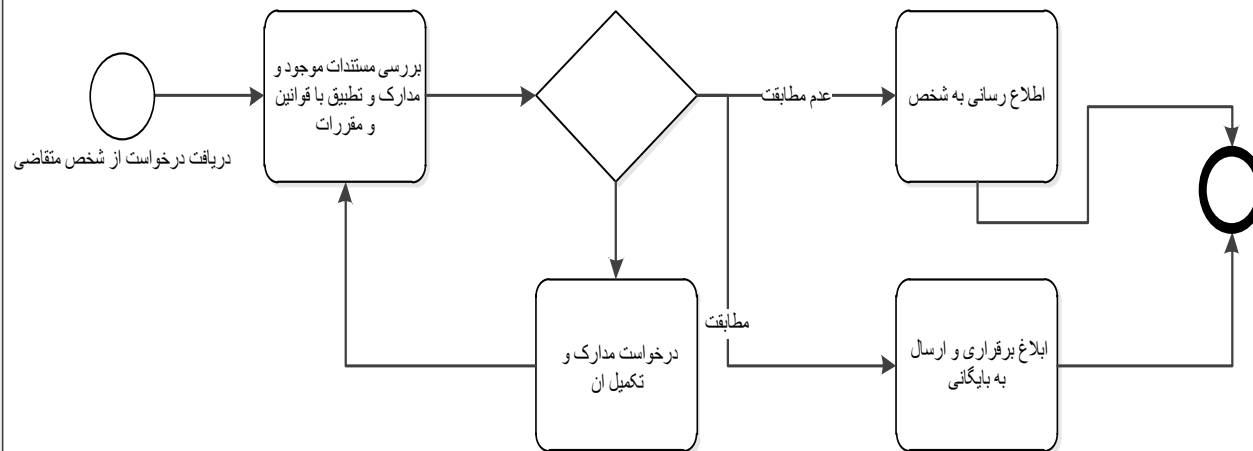 دریافت درخواست از شخص متقاضی
بررسی مستندات موجود و
مدارک و تطبیق با قوانین
و مقررات
عدم مطابقت
اطلاع رسانی به شخص
مطابقت
درخواست مدارک و
تکمیل ان
ابلاغ برقراری و ارسال
به بایگانی